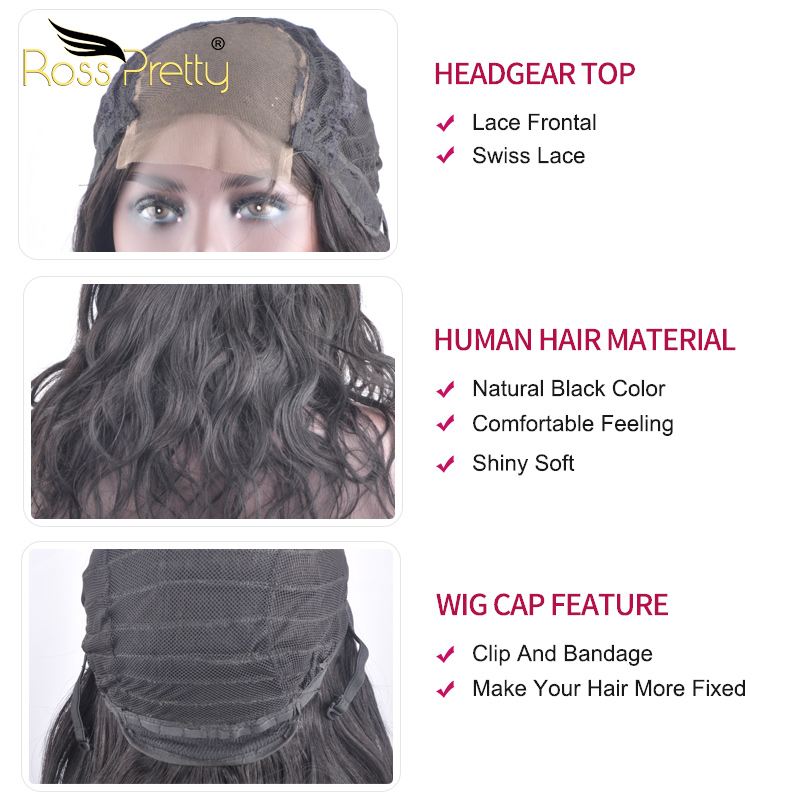 Ross Pretty ®
HEADGEAR TOP
Lace Frontal
Swiss Lace
HUMAN HAIR MATERIAL
Natural Black Color
Comfortable Feeling
Shiny Soft
WIG CAP FEATURE
Clip And Bandage
Make Your Hair More Fixed